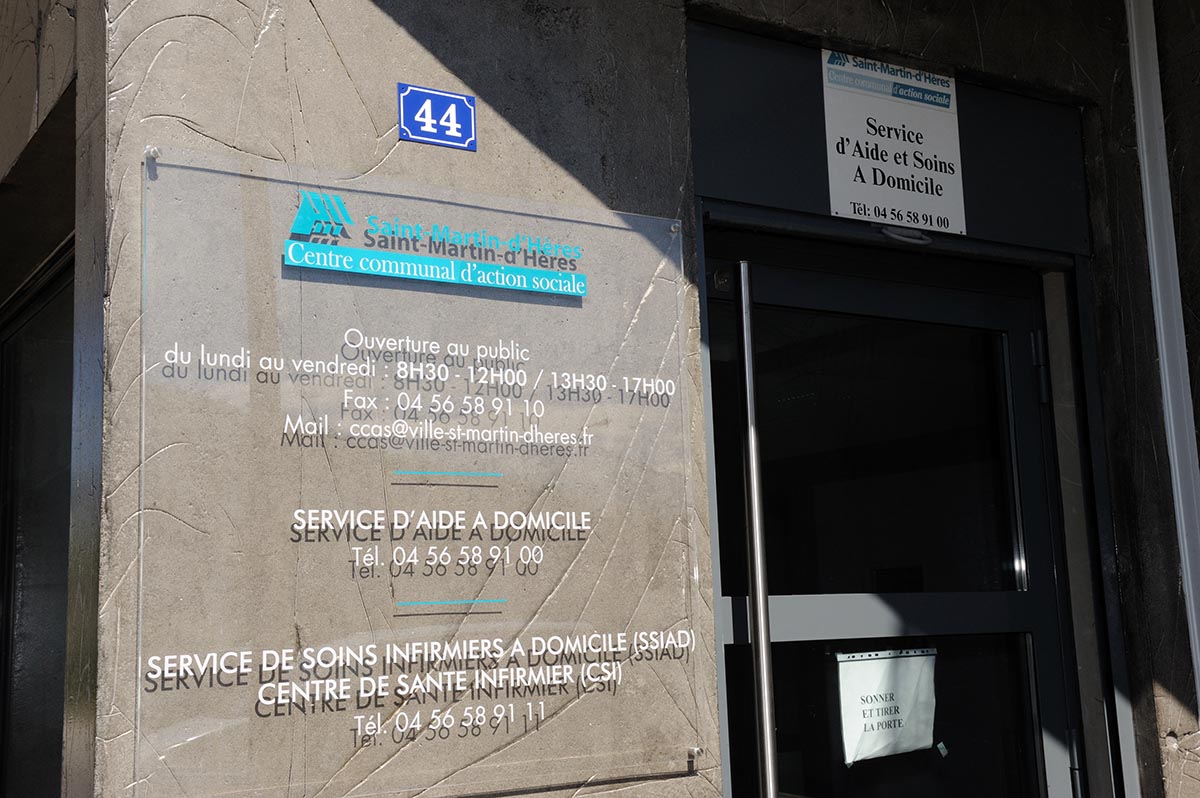 44
Saint-Martin-d'Hères
Centre communal d'action sociale
Ouverture au public
du lundi au vendredi : 8H30 - 12H00 / 13H30 - 17H00
Fax : 04 56 58 91 10
Mail : ccas@ville-st-martin-dheres.fr
SERVICE D'AIDE A DOMICILE
Tél. 04 56 58 91 00
SERVICE DE SOINS INFIRMIERS A DOMICILE (SSIAD)
CENTRE DE SANTE INFIRMIER (CSI)
Tél. 04 56 58 91 11
Saint-Martin-d'Hères
Centre communal d'action sociale
Service
d'Aide et Soins
A Domicile
Tél: 04 56 58 91 00
SONNER
ET TIRER
LA PORTE